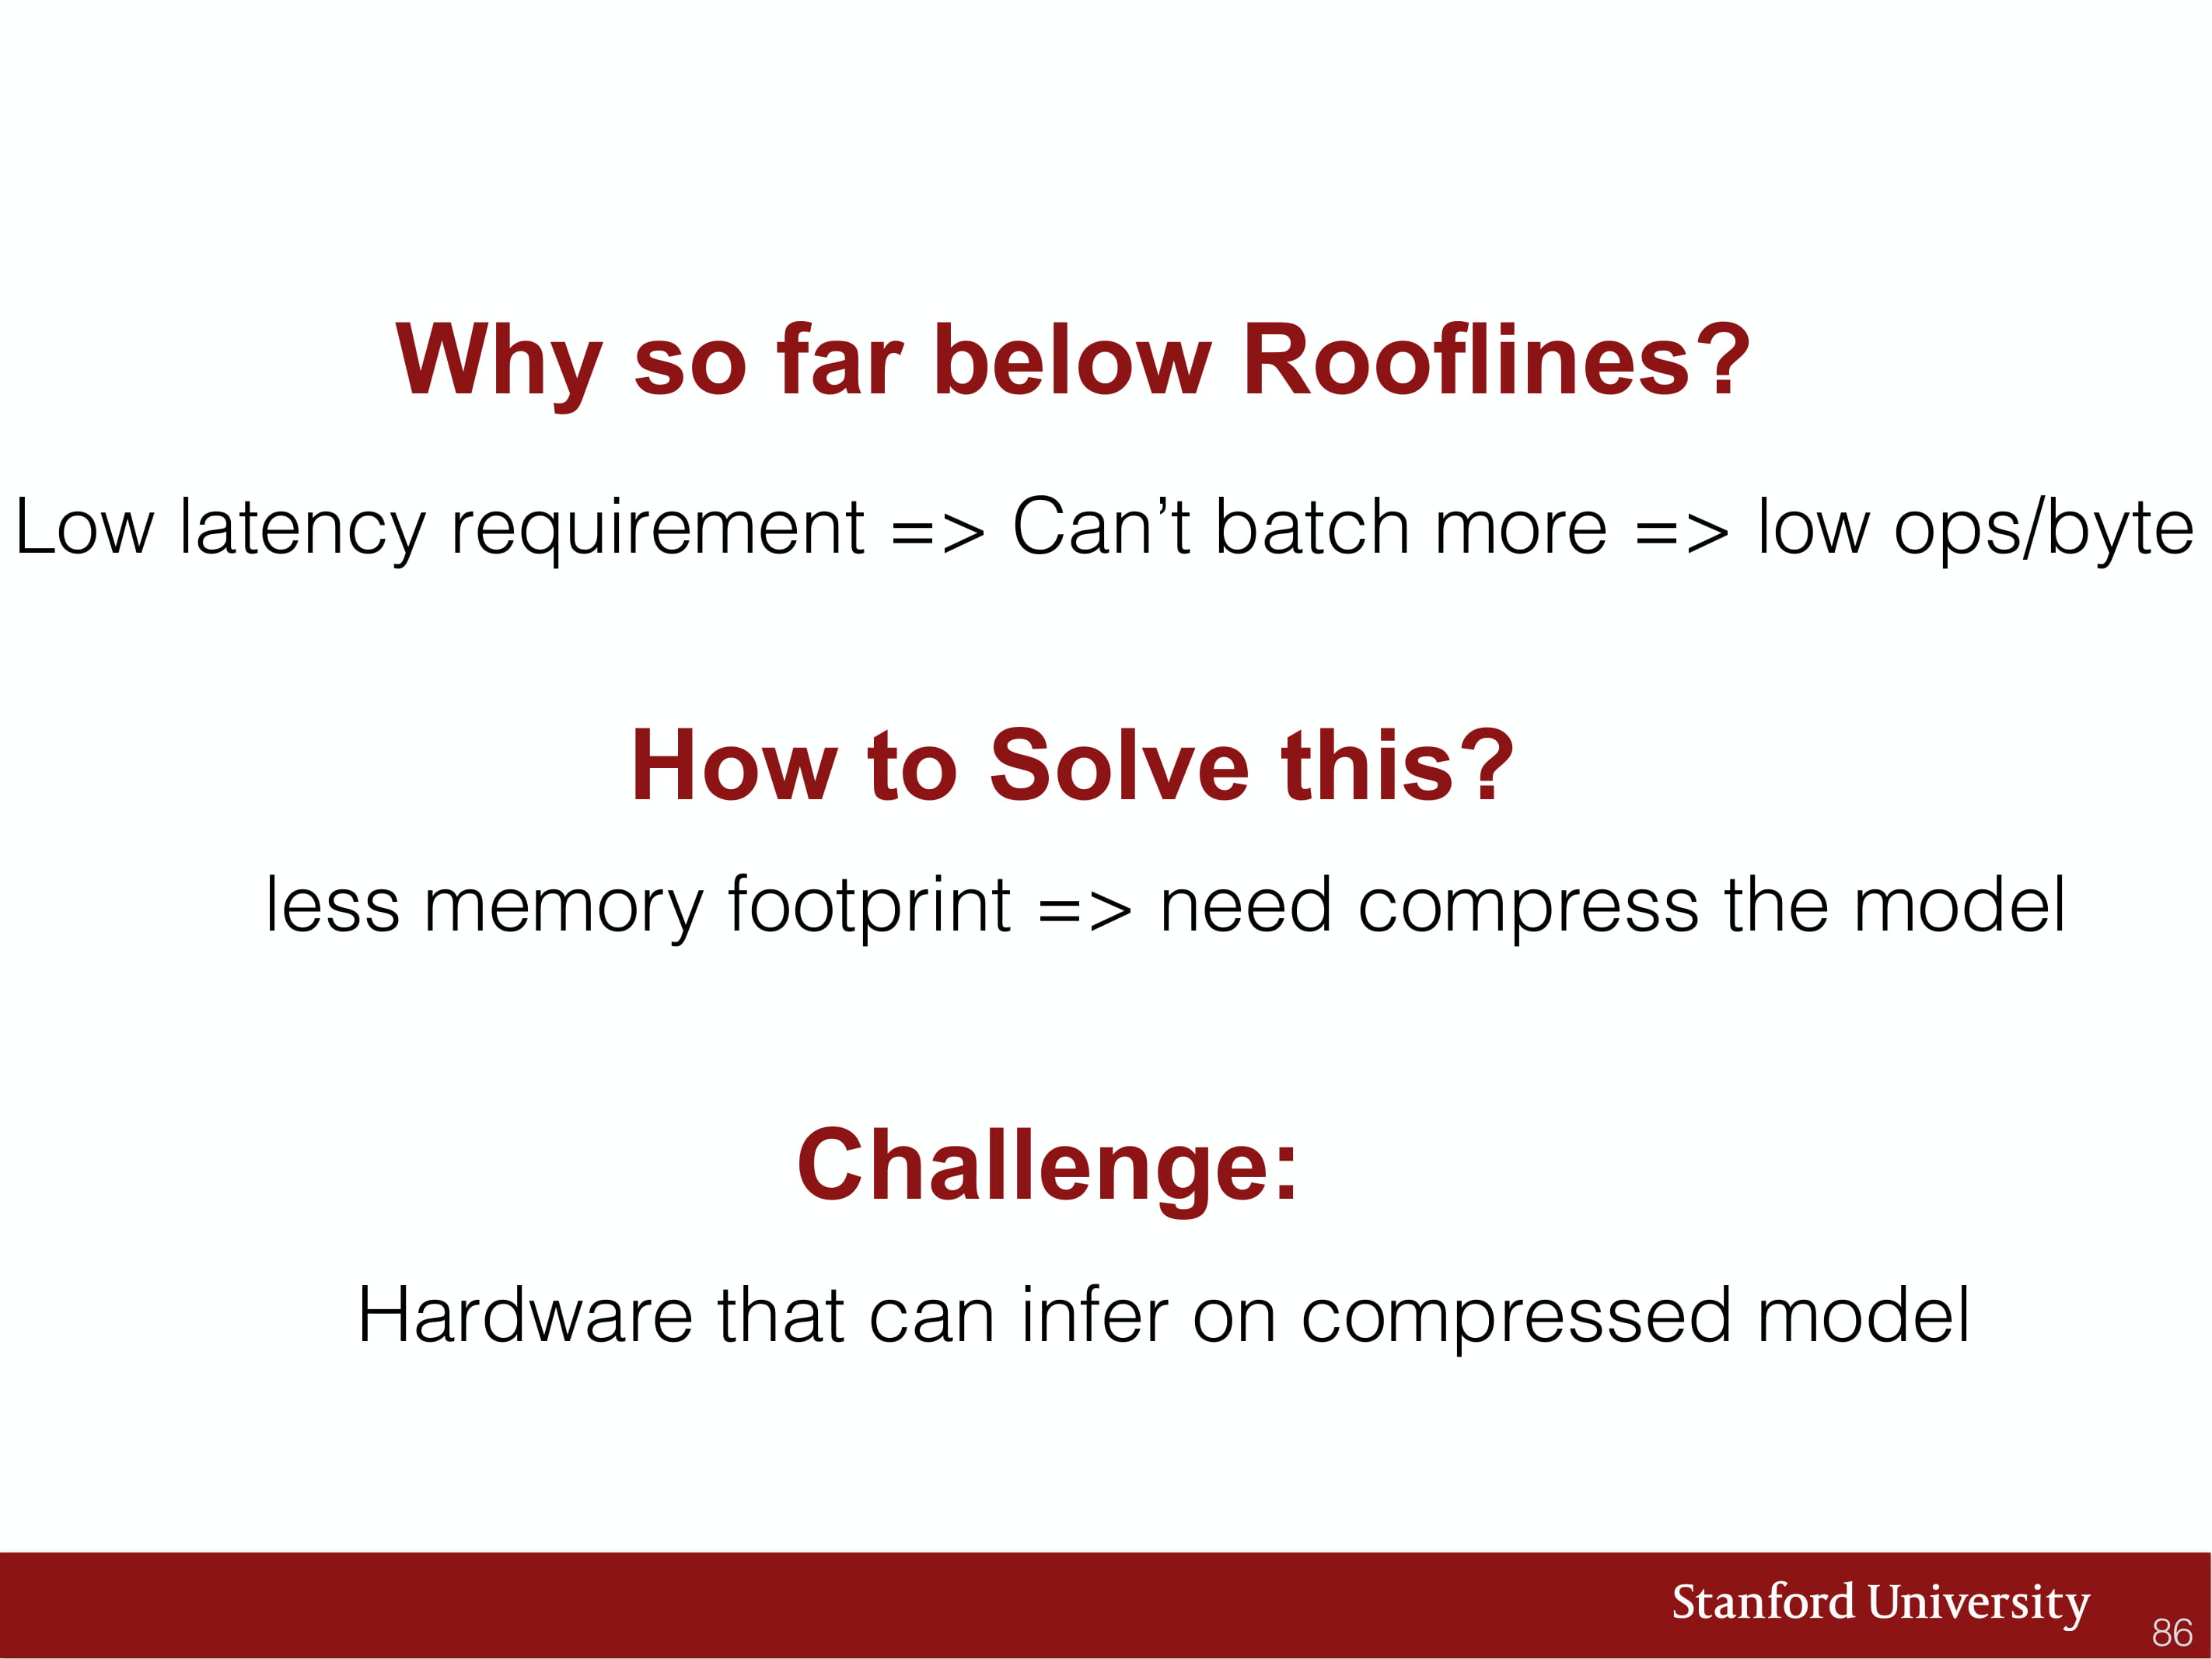 Why so far below Rooflines?
Low latency requirement => Can’t batch more => low ops/byte
How to Solve this?
less memory footprint => need compress the model
Challenge:
Hardware that can infer on compressed model
Stanford University
86